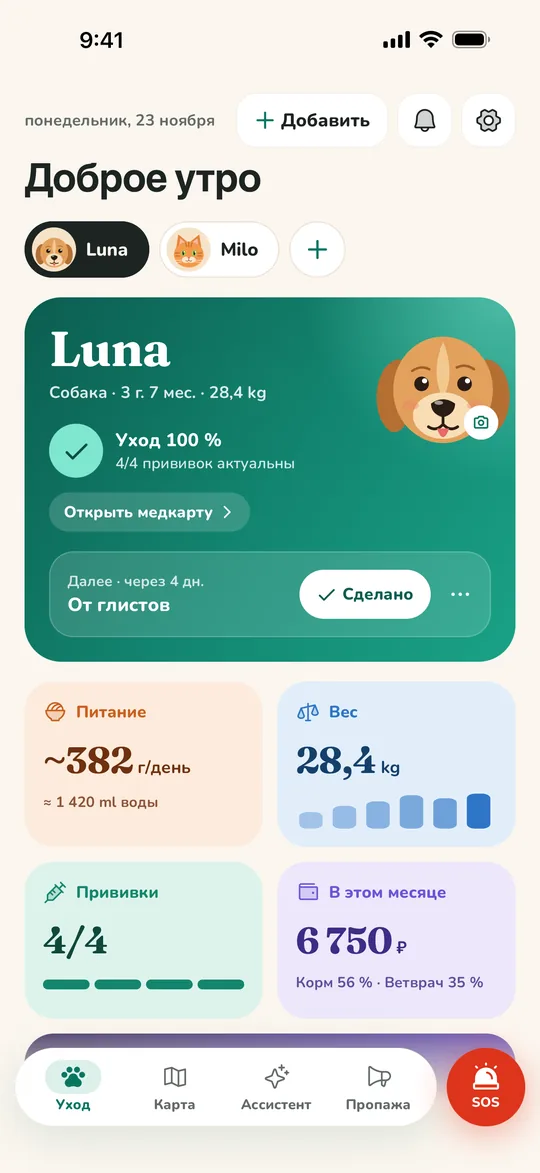 9:41
понедельник, 23 ноября
Добавить
Доброе утро
Luna
Milo
Luna
Собака · 3 г. 7 мес. · 28,4 kg
Уход 100 %
4/4 прививок актуальны
Открыть медкарту
Далее · через 4 дн.
От глистов
Сделано
Питание
~382 г/день
≈ 1 420 ml воды
Вес
28,4 kg
Прививки
4/4
В этом месяце
6 750 ₽
Корм 56 % · Ветврач 35 %
Уход
Карта
Ассистент
Пропажа
SOS